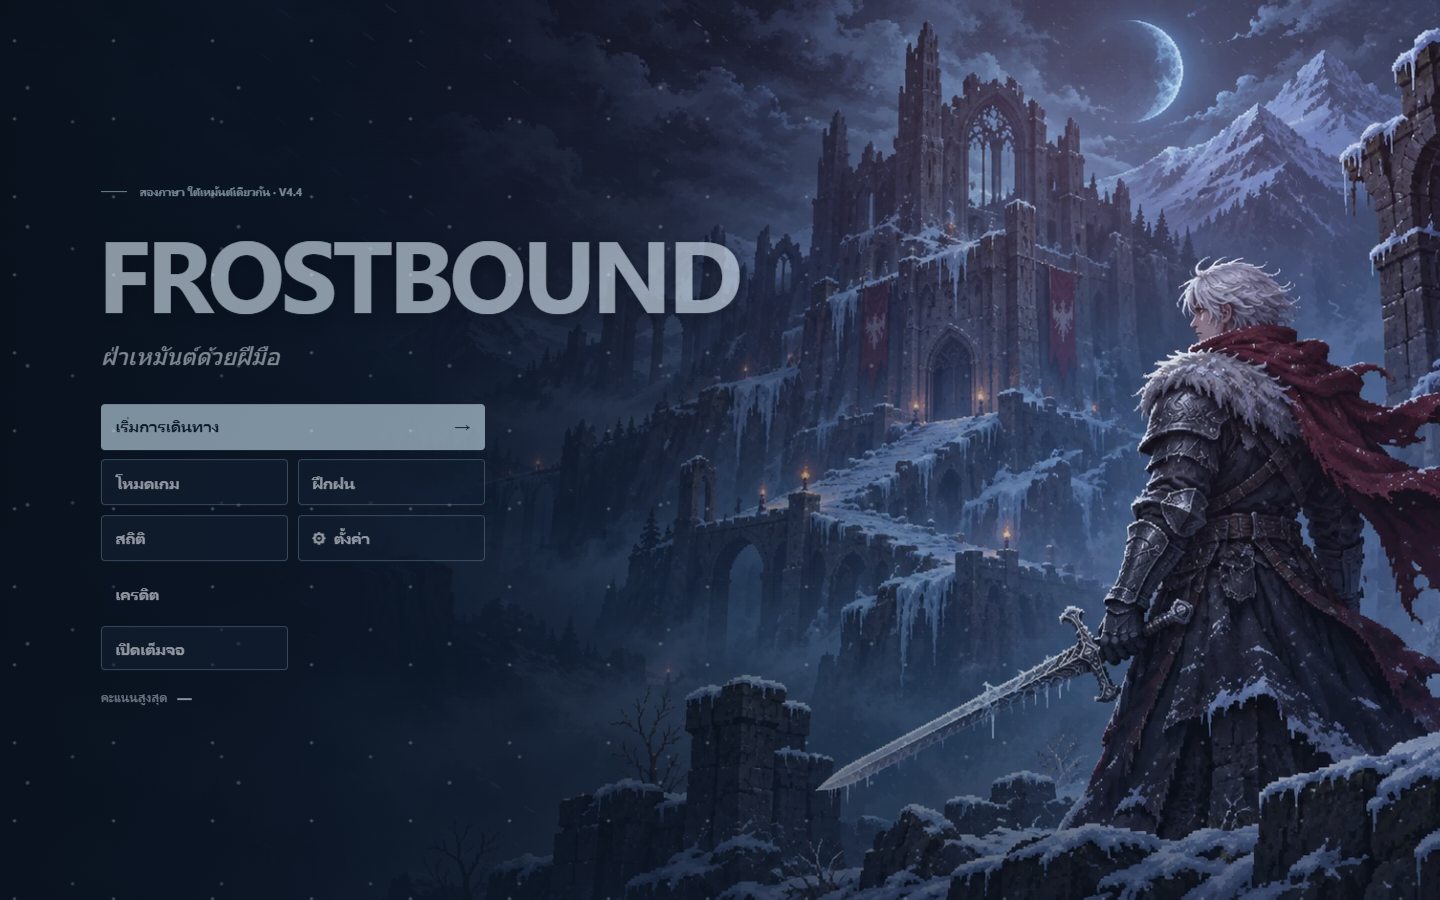 สองภาษา ใต้เหมันต์เดียวกัน · V4.4
FROSTBOUND
ฝ่าเหมันต์ด้วยฝีมือ
เริ่มการเดินทาง →
โหมดเกม
ฝึกฝน
สถิติ
⚙ ตั้งค่า
เครดิต
เปิดเต็มจอ
คะแนนสูงสุด —